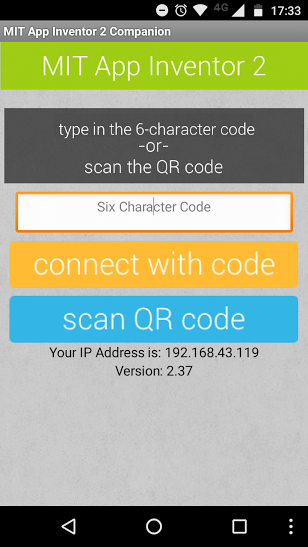 4G 17:33
MIT App Inventor 2 Companion
MIT App Inventor 2
type in the 6-character code
-or-
scan the QR code
Six Character Code
connect with code
scan QR code
Your IP Address is: 192.168.43.119
Version: 2.37